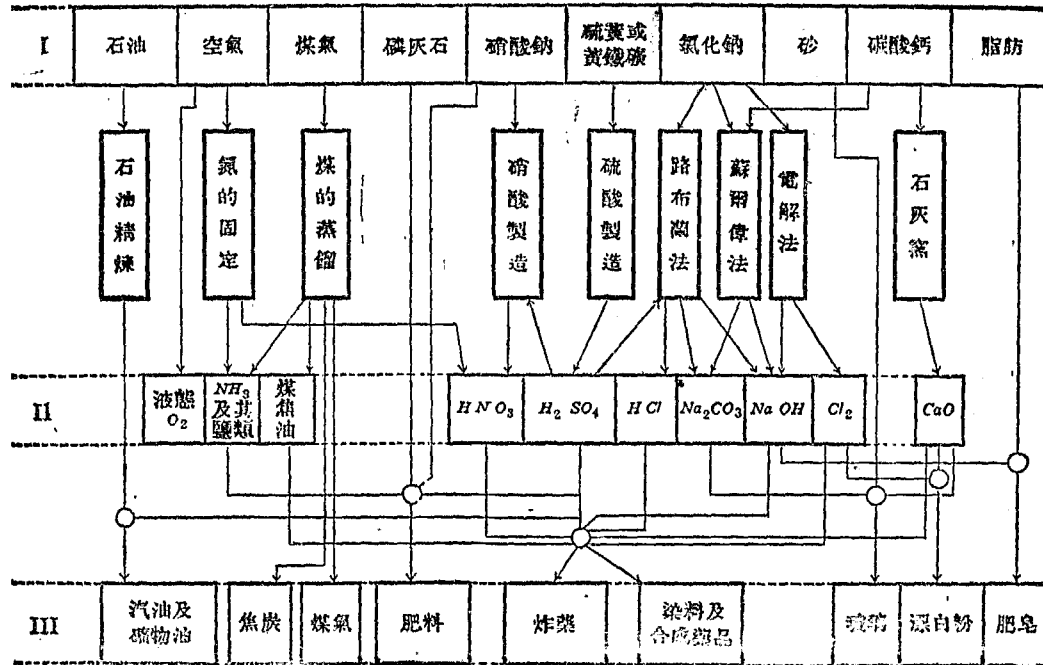 I
石油
空氣
煤氣
磷灰石
硝酸鈉
硫黃或
黃鐵礦
氯化鈉
砂
碳酸鈣
脂肪
石油精煉
氮的固定
煤的蒸餾
硝酸製造
硫酸製造
路布蘭法
蘇爾偉法
電解法
石灰窰
II
液態
O₂
NH₃
及其
鹽類
煤焦油
HNO₃
H₂SO₄
HCl
Na₂CO₃
NaOH
Cl₂
CaO
III
汽油及
礦物油
焦炭
煤氣
肥料
炸藥
染料及
合成藥品
玻璃
漂白粉
肥皂